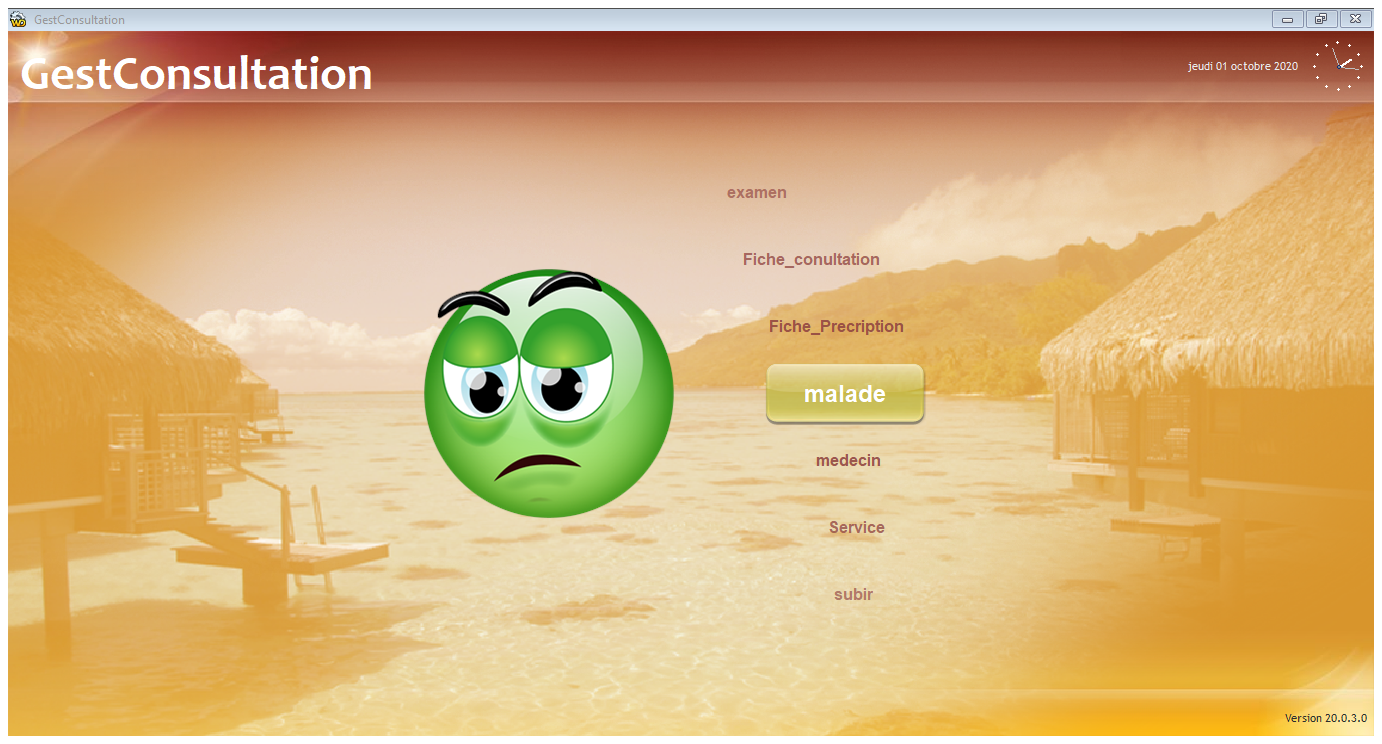 GestConsultation
GestConsultation
jeudi 01 octobre 2020
examen
Fiche_conultation
Fiche_Precription
malade
medecin
Service
subir
Version 20.0.3.0